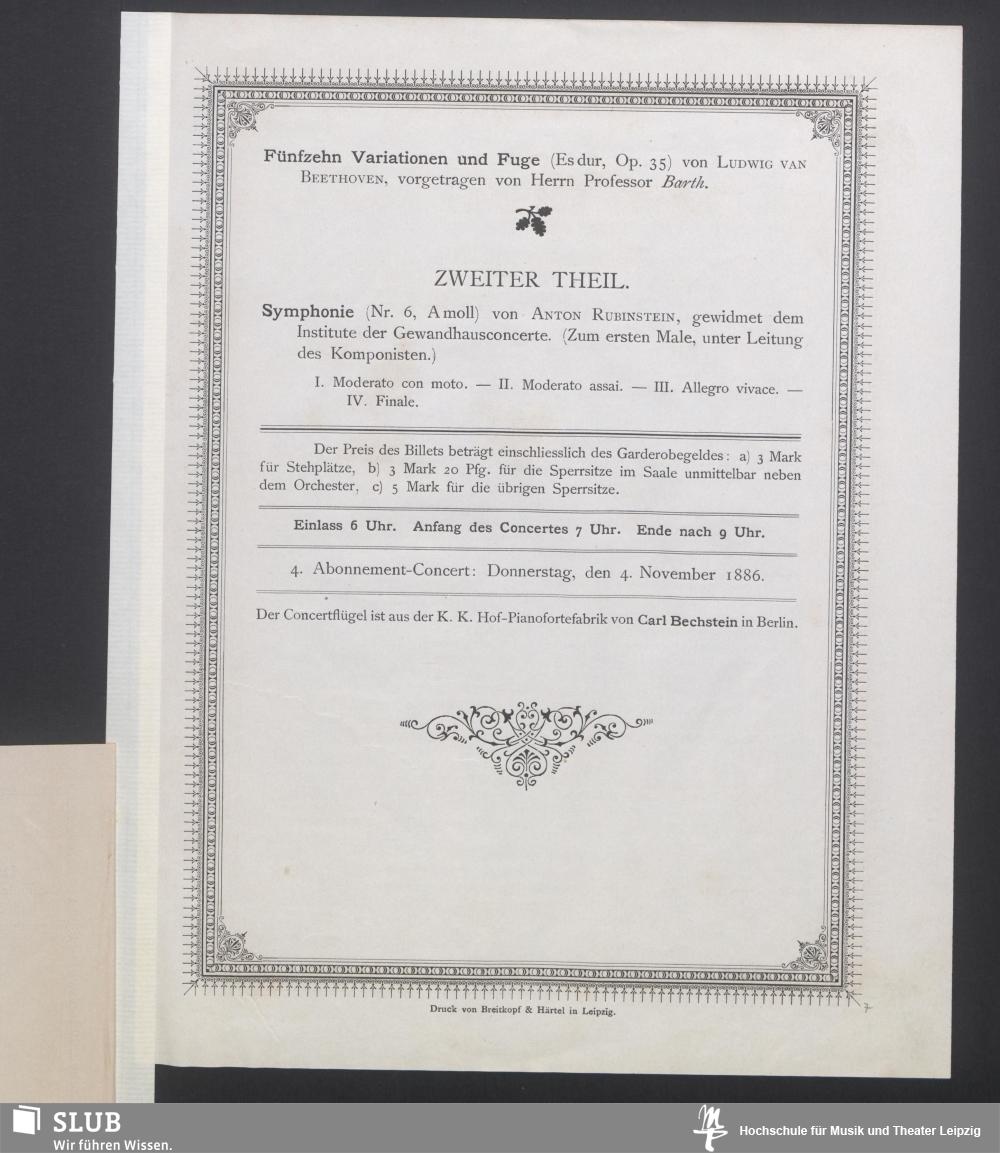 Fünfzehn Variationen und Fuge (Es dur, Op. 35) von LUDWIG VAN
BEETHOVEN, vorgetragen von Herrn Professor Barth.
ZWEITER THEIL.
Symphonie (Nr. 6, A moll) von ANTON RUBINSTEIN, gewidmet dem
Institute der Gewandhausconcerte. (Zum ersten Male, unter Leitung
des Komponisten.)
I. Moderato con moto. — II. Moderato assai. — III. Allegro vivace. —
IV. Finale.
Der Preis des Billets beträgt einschliesslich des Garderobegeldes: a) 3 Mark
für Stehplätze, b) 3 Mark 20 Pfg. für die Sperrsitze im Saale unmittelbar neben
dem Orchester, c) 5 Mark für die übrigen Sperrsitze.
Einlass 6 Uhr. Anfang des Concertes 7 Uhr. Ende nach 9 Uhr.
4. Abonnement-Concert: Donnerstag, den 4. November 1886.
Der Concertflügel ist aus der K. K. Hof-Pianofortefabrik von Carl Bechstein in Berlin.
Druck von Breitkopf & Härtel in Leipzig.
7
SLUB
Wir führen Wissen.
Hochschule für Musik und Theater Leipzig